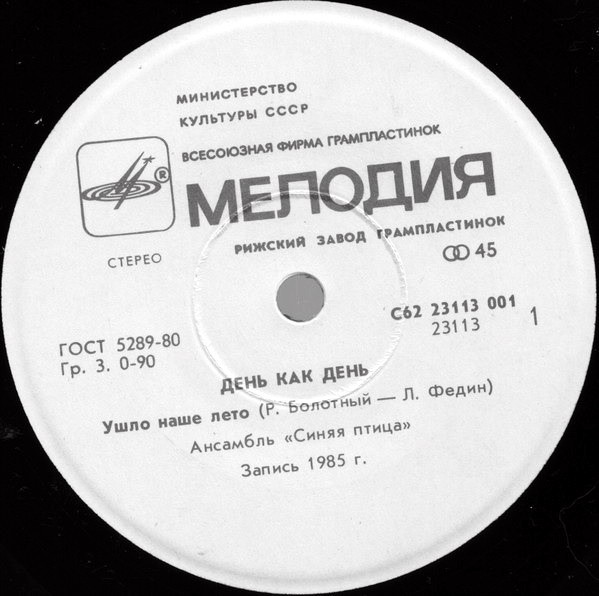 МИНИСТЕРСТВО
КУЛЬТУРЫ СССР
ВСЕСОЮЗНАЯ ФИРМА ГРАМПЛАСТИНОК
®
МЕЛОДИЯ
РИЖСКИЙ ЗАВОД ГРАМПЛАСТИНОК
СТЕРЕО
45
С62 23113 001
23113
1
ГОСТ 5289-80
Гр. 3. 0-90
ДЕНЬ КАК ДЕНЬ
Ушло наше лето (Р. Болотный — Л. Федин)
Ансамбль «Синяя птица»
Запись 1985 г.